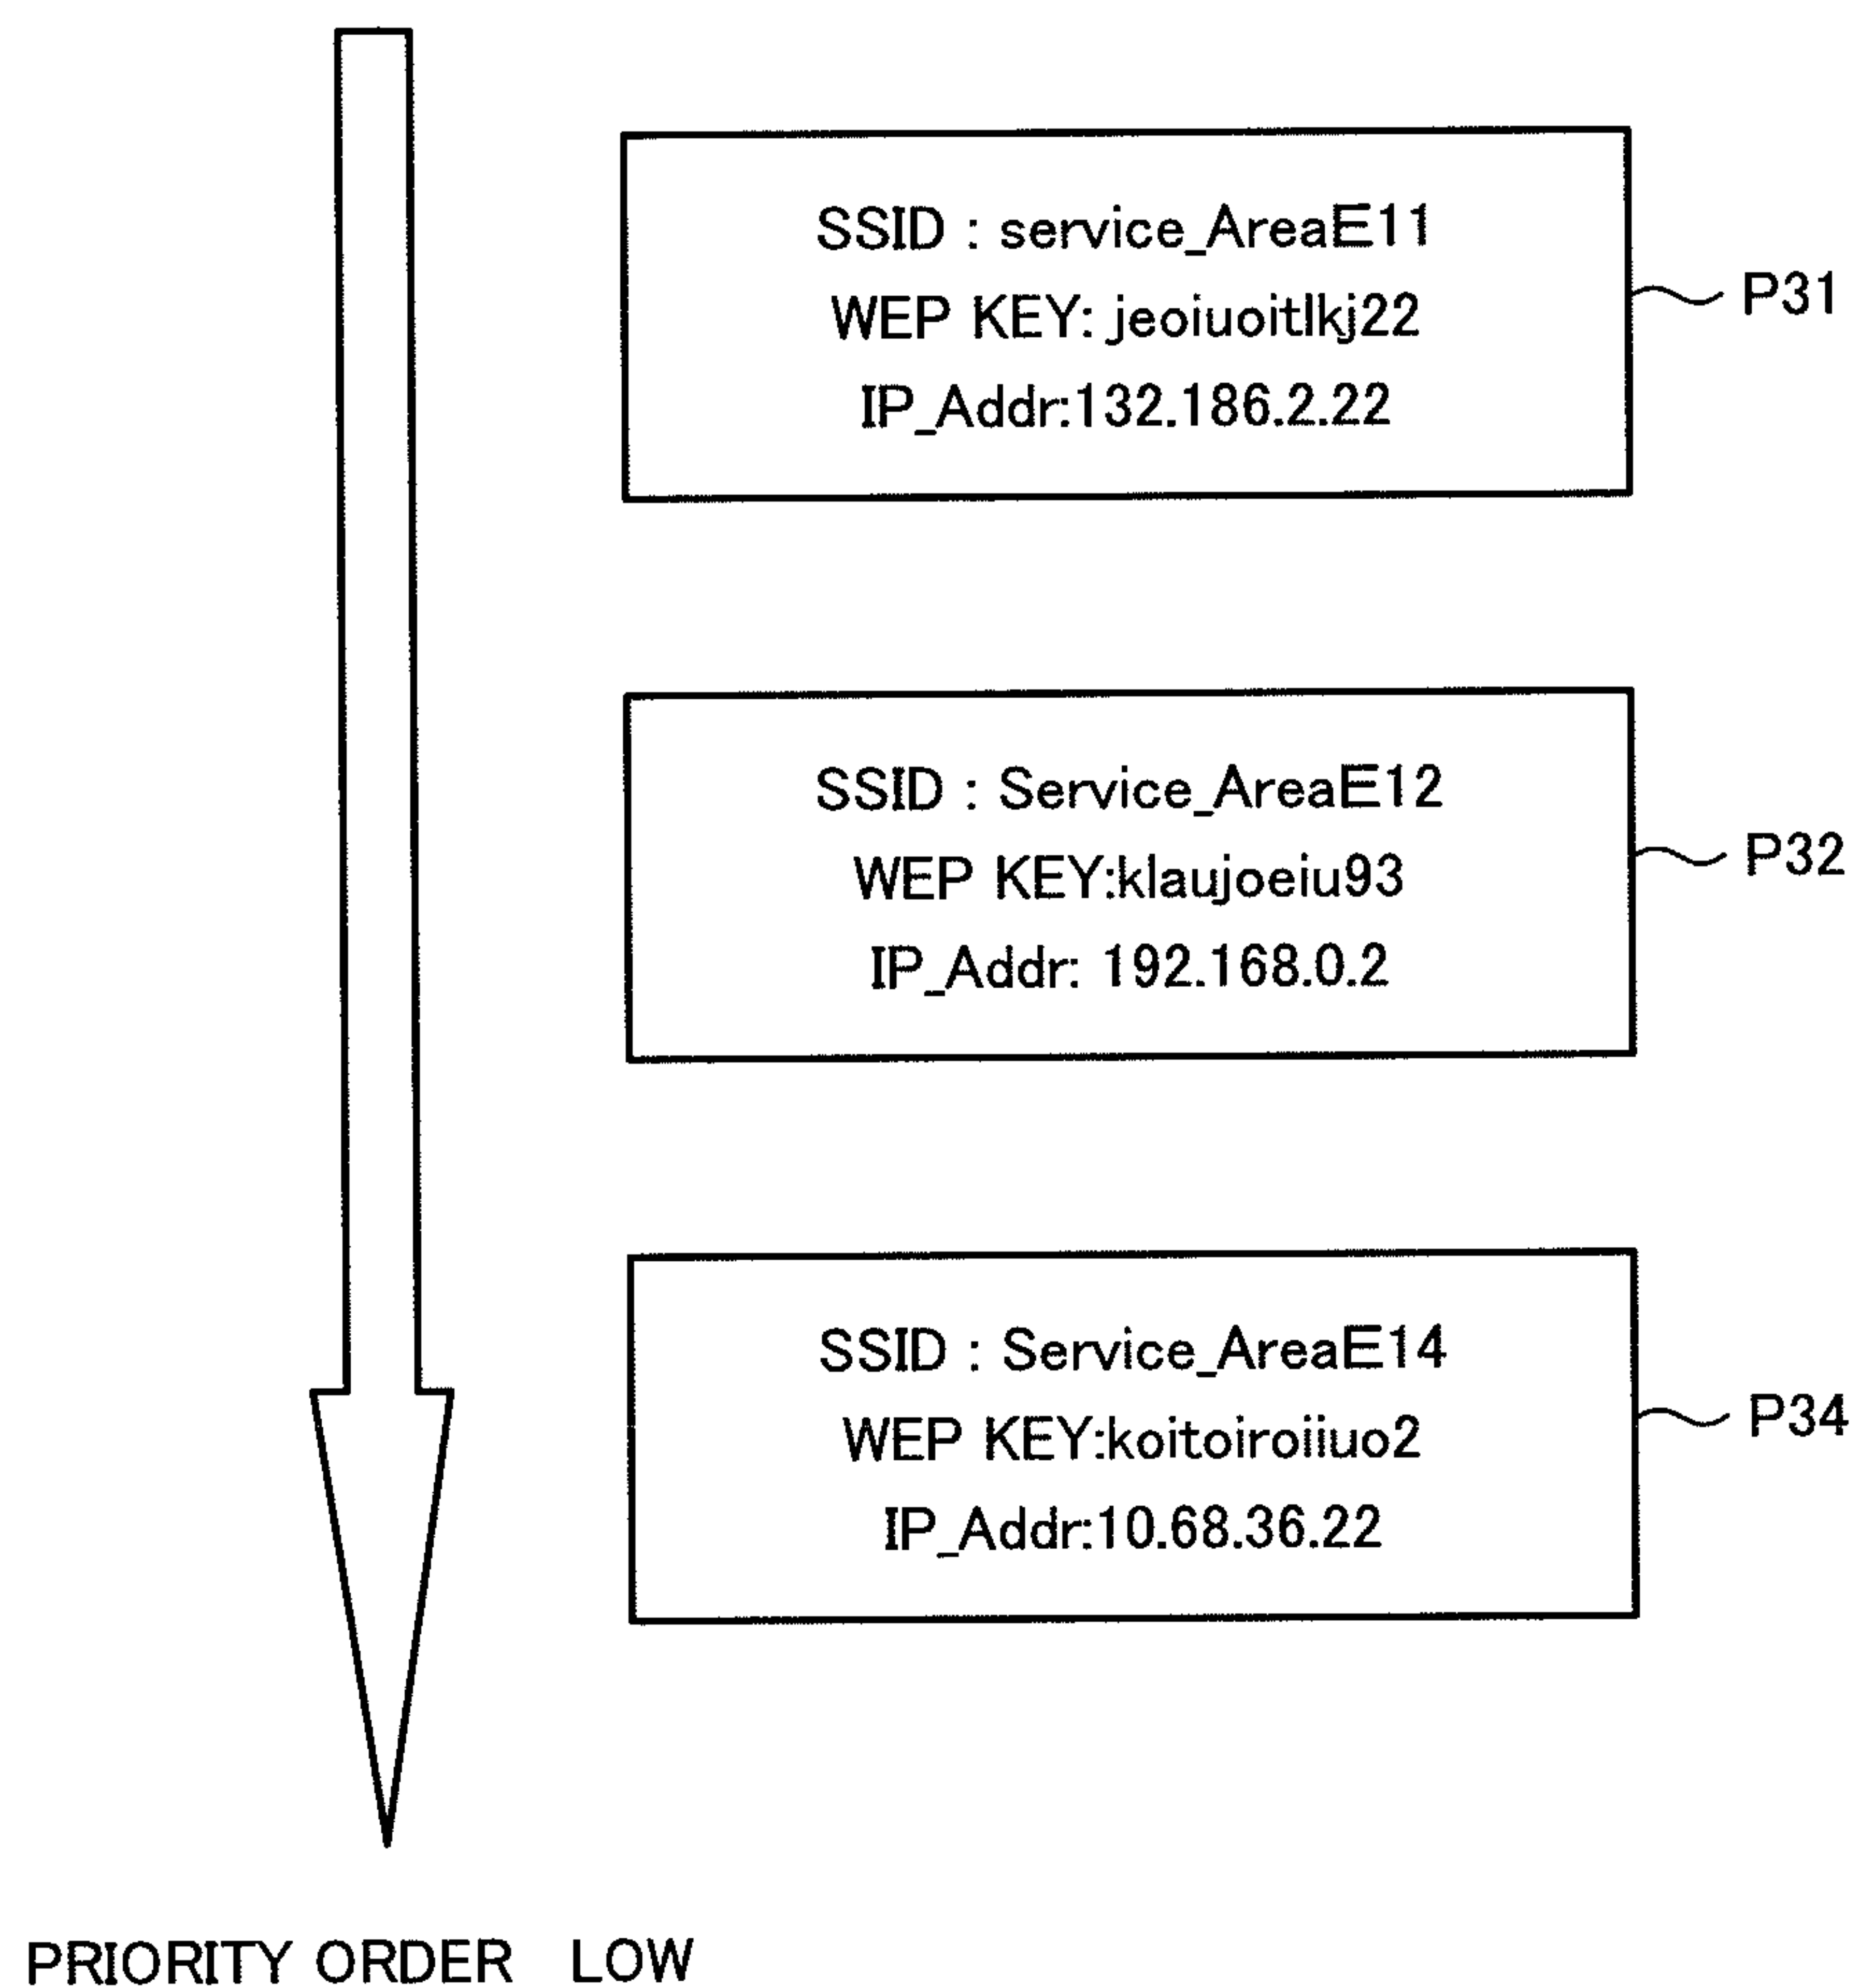 SSID : service_AreaE11
WEP KEY: jeoiuoitlkj22
IP_Addr:132.186.2.22
P31
SSID : Service_AreaE12
WEP KEY:klaujoeiu93
IP_Addr: 192.168.0.2
P32
SSID : Service_AreaE14
WEP KEY:koitoiroiiuo2
IP_Addr:10.68.36.22
P34
PRIORITY ORDER LOW